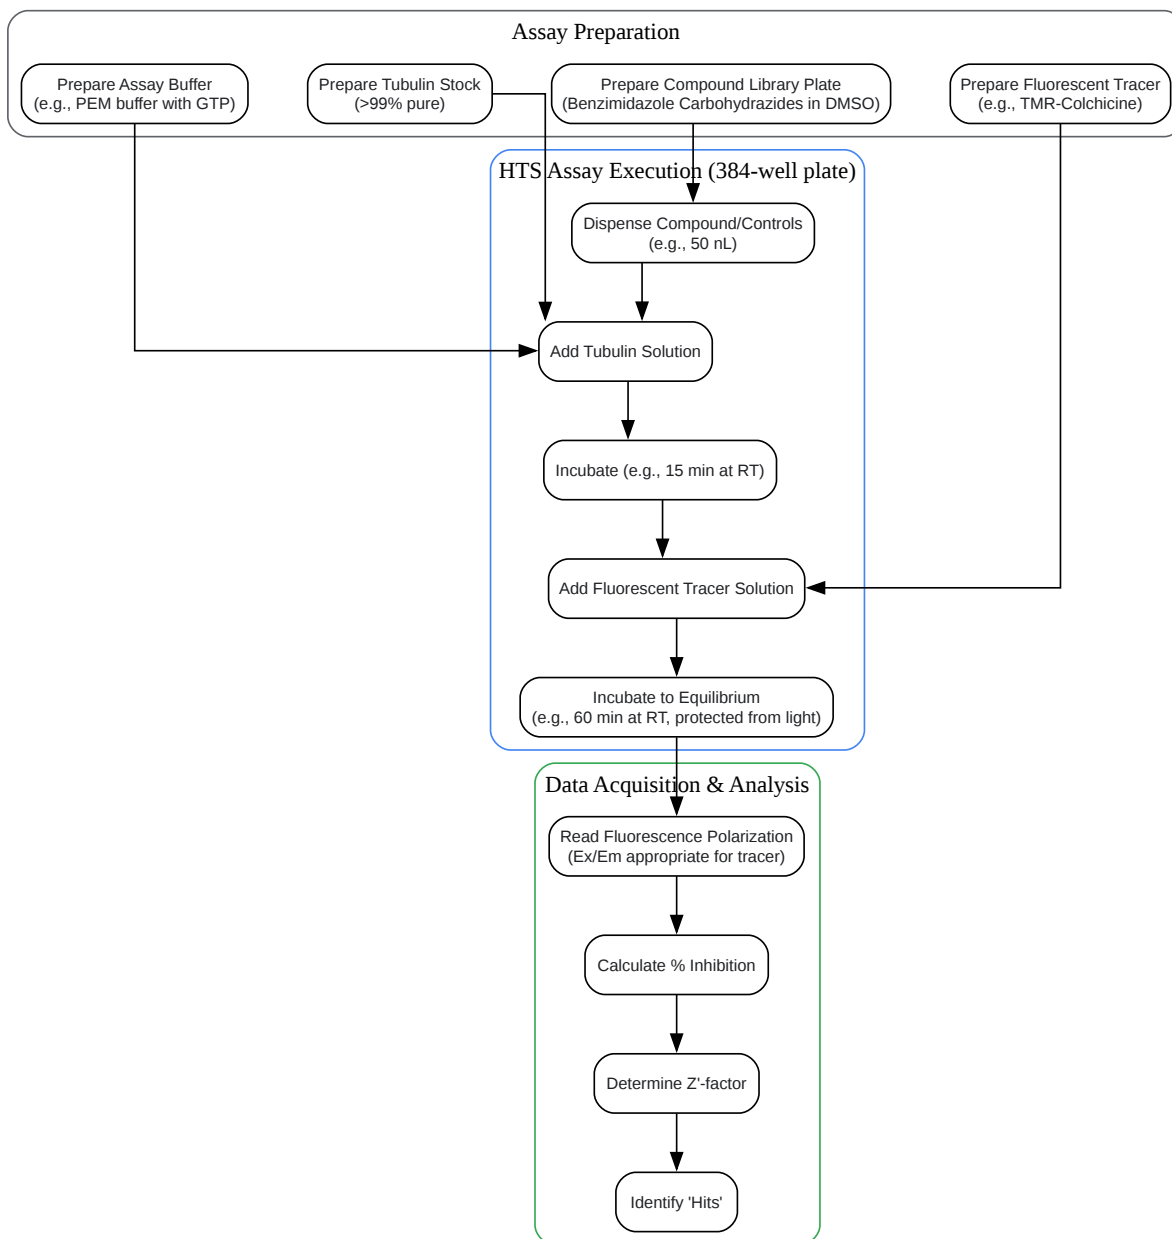 Assay Preparation
Prepare Assay Buffer
(e.g., PEM buffer with GTP)
Prepare Tubulin Stock
(>99% pure)
Prepare Compound Library Plate
(Benzimidazole Carbohydrazides in DMSO)
Prepare Fluorescent Tracer
(e.g., TMR-Colchicine)
HTS Assay Execution (384-well plate)
Dispense Compound/Controls
(e.g., 50 nL)
Add Tubulin Solution
Incubate (e.g., 15 min at RT)
Add Fluorescent Tracer Solution
Incubate to Equilibrium
(e.g., 60 min at RT, protected from light)
Data Acquisition & Analysis
Read Fluorescence Polarization
(Ex/Em appropriate for tracer)
Calculate % Inhibition
Determine Z'-factor
Identify 'Hits'